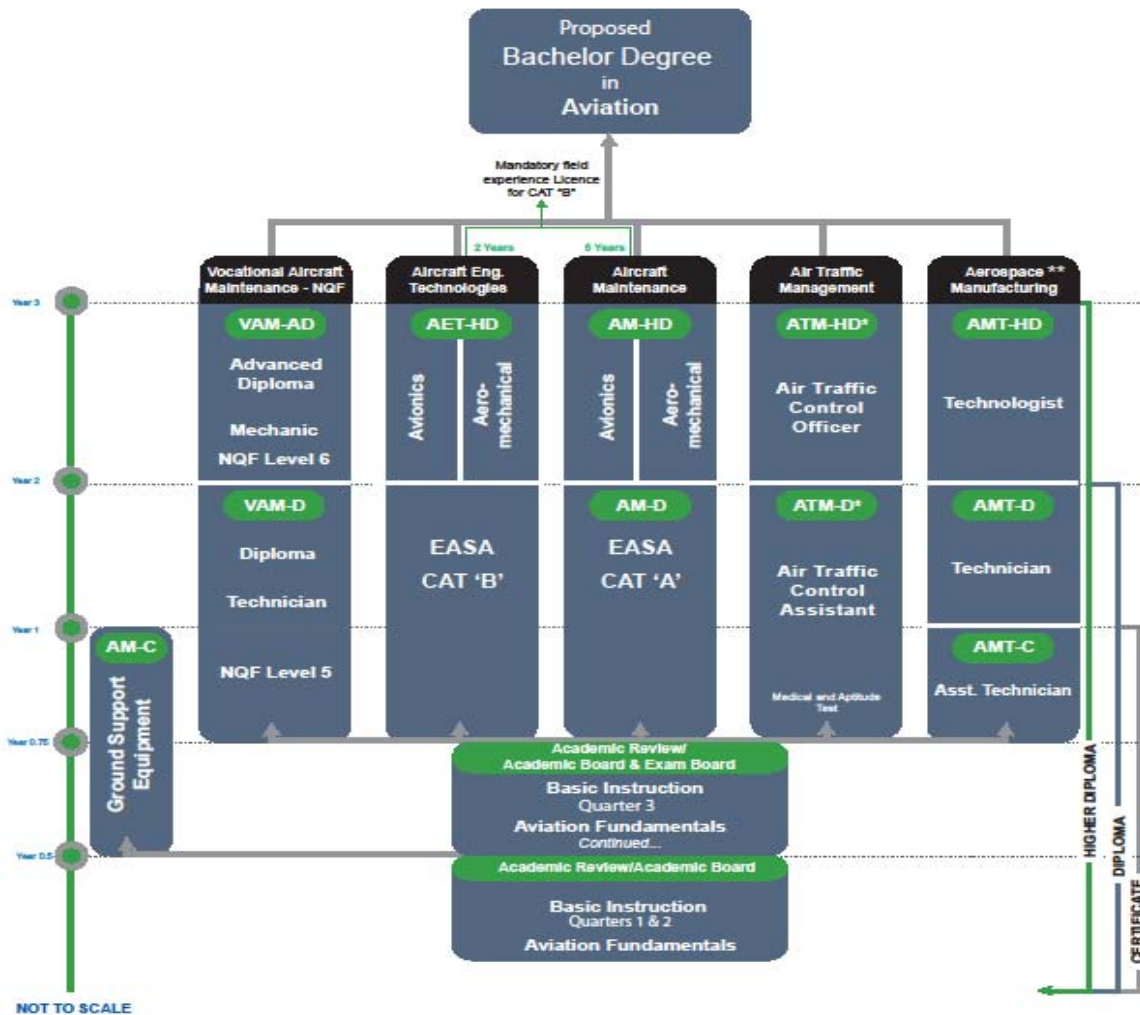 Proposed
Bachelor Degree
in
Aviation
Mandatory field
experience Licence
for CAT "B"
2 Years
5 Years
Vocational Aircraft
Maintenance - NQF
Aircraft Eng.
Technologies
Aircraft
Maintenance
Air Traffic
Management
Aerospace **
Manufacturing
Year 3
VAM-AD
Advanced
Diploma
Mechanic
NQF Level 6
AET-HD
Avionics
Aero-
mechanical
AM-HD
Avionics
Aero-
mechanical
ATM-HD*
Air Traffic
Control
Officer
AMT-HD
Technologist
Year 2
VAM-D
Diploma
Technician
NQF Level 5
EASA
CAT 'B'
AM-D
EASA
CAT 'A'
ATM-D*
Air Traffic
Control
Assistant
Medical and Aptitude
Test
AMT-D
Technician
Year 1
AM-C
Ground Support
Equipment
AMT-C
Asst. Technician
Year 0.75
Academic Review/
Academic Board & Exam Board
Basic Instruction
Quarter 3
Aviation Fundamentals
Continued...
Year 0.5
Academic Review/Academic Board
Basic Instruction
Quarters 1 & 2
Aviation Fundamentals
HIGHER DIPLOMA
DIPLOMA
CERTIFICATE
NOT TO SCALE